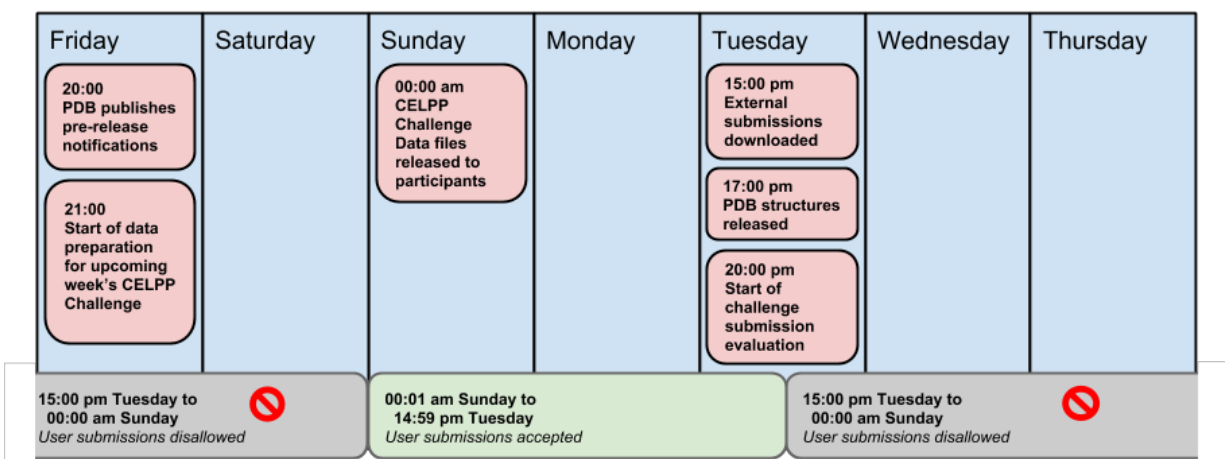 Friday
20:00
PDB publishes
pre-release
notifications
21:00
Start of data
preparation
for upcoming
week's CELPP
Challenge
Saturday
Sunday
00:00 am
CELPP
Challenge
Data files
released to
participants
Monday
Tuesday
15:00 pm
External
submissions
downloaded
17:00 pm
PDB structures
released
20:00 pm
Start of
challenge
submission
evaluation
Wednesday
Thursday
15:00 pm Tuesday to
00:00 am Sunday
User submissions disallowed
00:01 am Sunday to
14:59 pm Tuesday
User submissions accepted
15:00 pm Tuesday to
00:00 am Sunday
User submissions disallowed